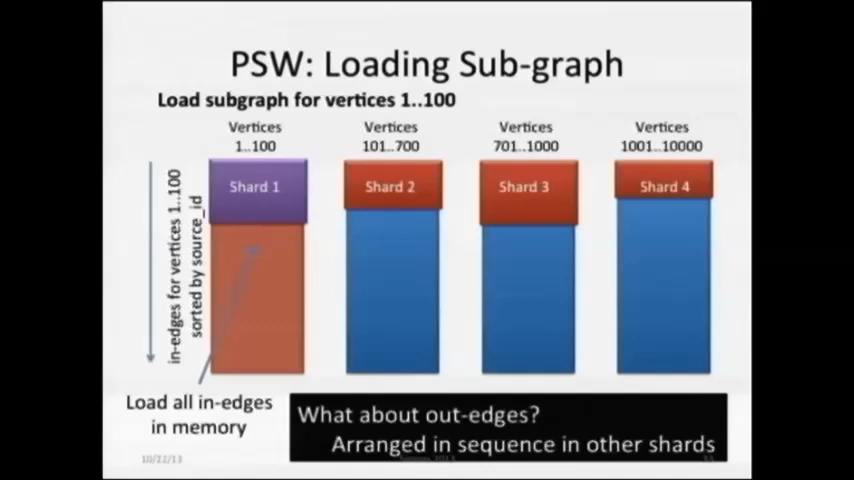 PSW: Loading Sub-graph
Load subgraph for vertices 1..100
Vertices
1..100
Vertices
101..700
Vertices
701..1000
Vertices
1001..10000
Shard 1
Shard 2
Shard 3
Shard 4
in-edges for vertices 1..100
sorted by source_id
Load all in-edges
in memory
What about out-edges?
Arranged in sequence in other shards
10/22/13